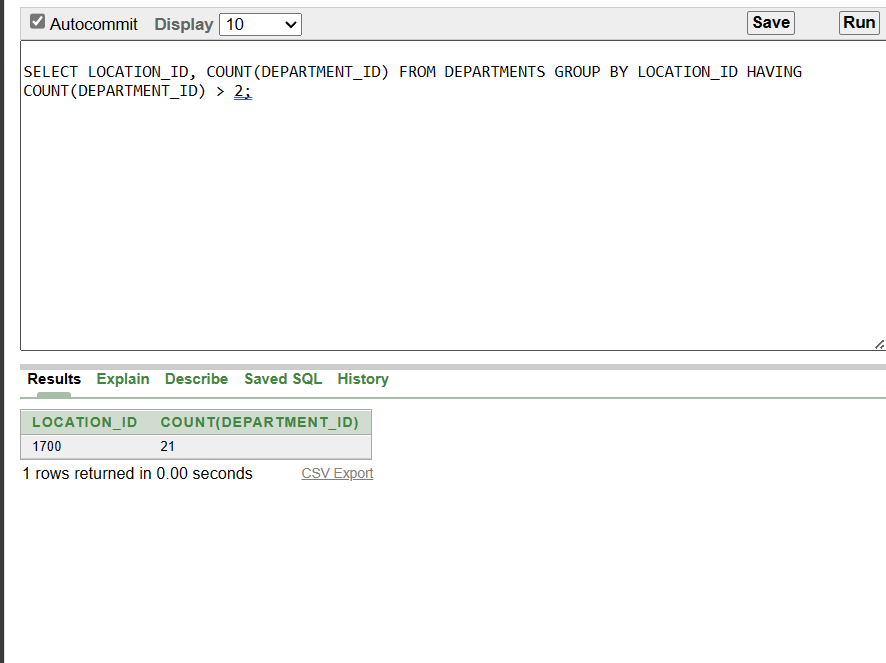 Autocommit Display 10 Save Run
SELECT LOCATION_ID, COUNT(DEPARTMENT_ID) FROM DEPARTMENTS GROUP BY LOCATION_ID HAVING
COUNT(DEPARTMENT_ID) > 2;
Results Explain Describe Saved SQL History
LOCATION_ID COUNT(DEPARTMENT_ID)
1700 21
1 rows returned in 0.00 seconds CSV Export